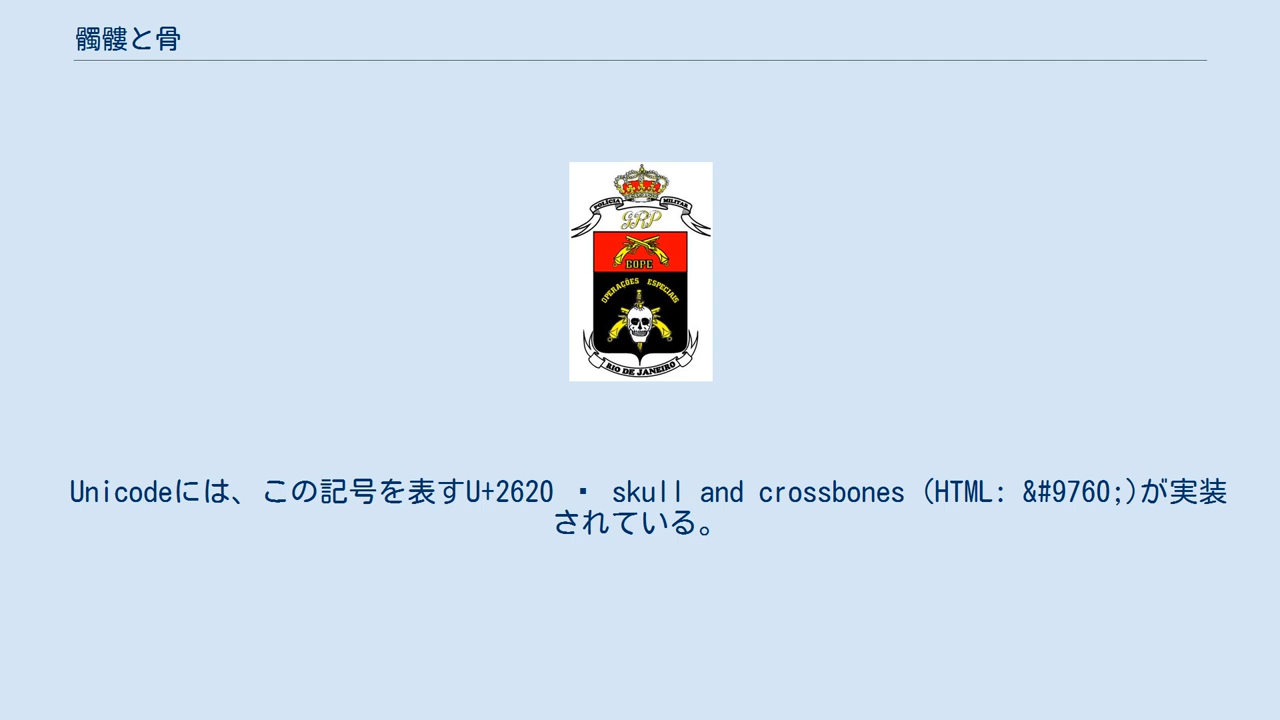 髑髏と骨
POLÍCIA MILITAR
GRP
COPE
OPERAÇÕES ESPECIAIS
RIO DE JANEIRO
Unicodeには、この記号を表すU+2620 · skull and crossbones (HTML: &#9760;)が実装
されている。